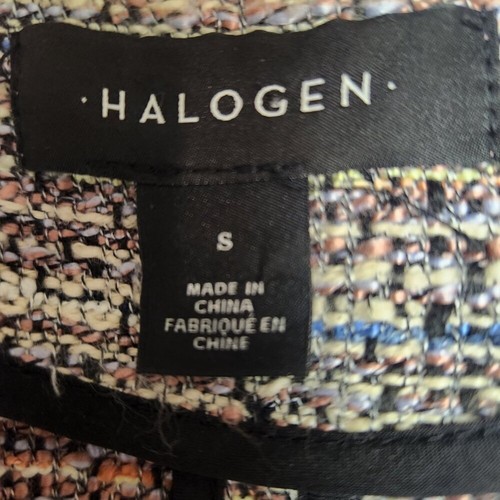 ·HALOGEN·
S
MADE IN
CHINA
FABRIQUÉ EN
CHINE